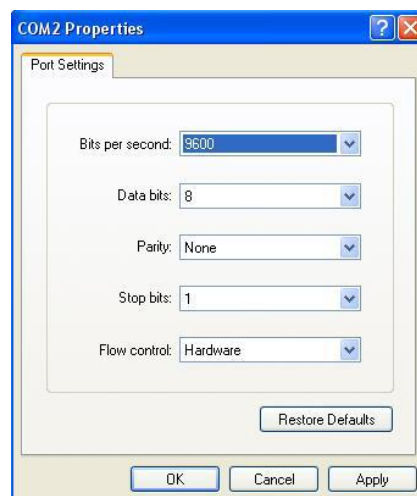 COM2 Properties
Port Settings
Bits per second: 9600
Data bits: 8
Parity: None
Stop bits: 1
Flow control: Hardware
Restore Defaults
OK Cancel Apply